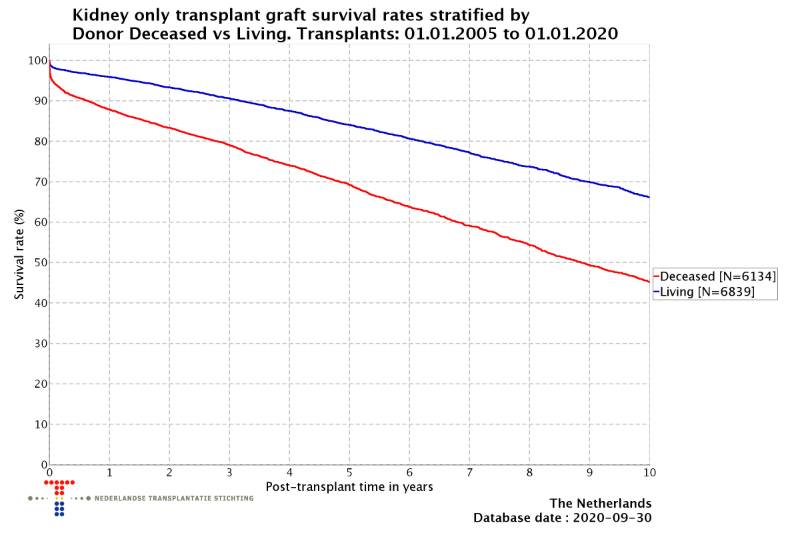 Kidney only transplant graft survival rates stratified by
Donor Deceased vs Living. Transplants: 01.01.2005 to 01.01.2020
100
90
80
70
60
50
40
30
20
10
0
Survival rate (%)
0 1 2 3 4 5 6 7 8 9 10
Post-transplant time in years
Deceased [N=6134]
Living [N=6839]
NEDERLANDSE TRANSPLANTATIE STICHTING
The Netherlands
Database date : 2020-09-30